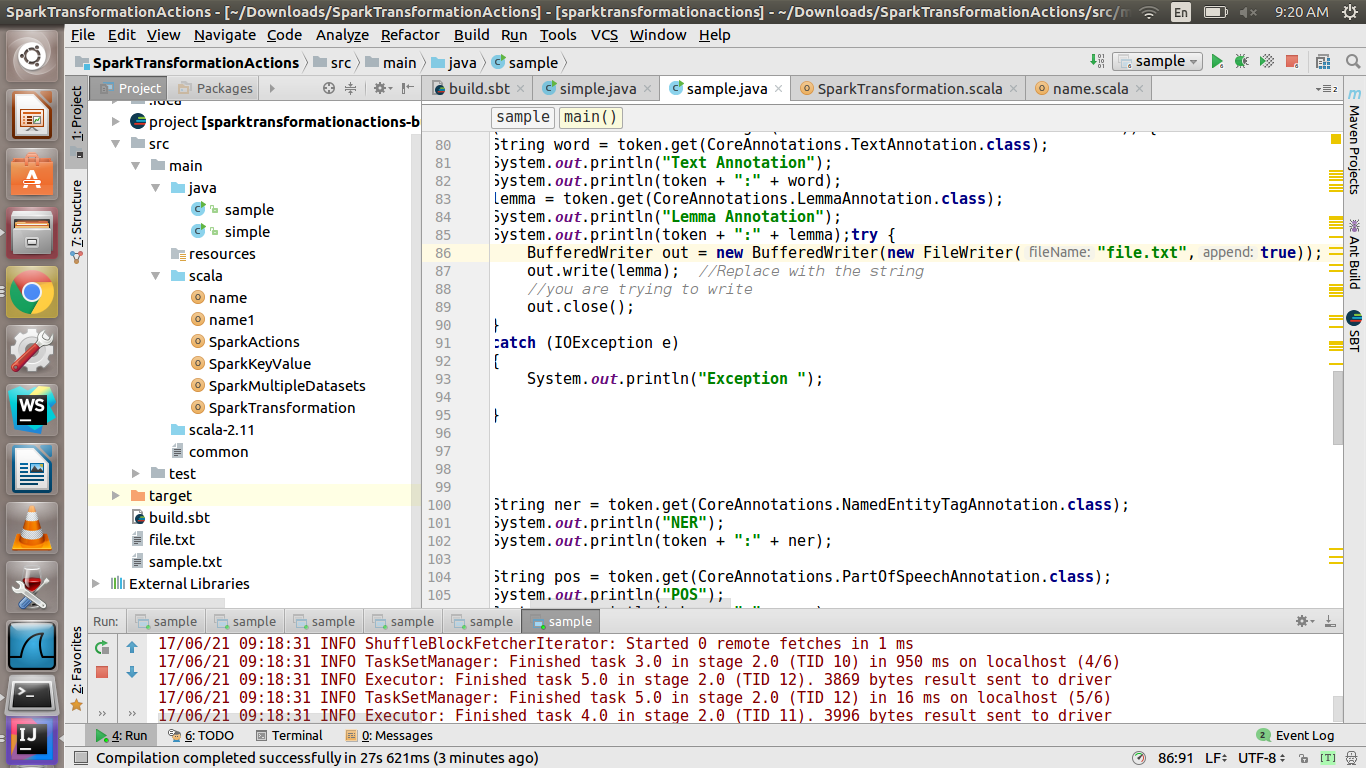 SparkTransformationActions - [~/Downloads/SparkTransformationActions] - [sparktransformationactions] - ~/Downloads/SparkTransformationActions/src/m
En
9:20 AM
File Edit View Navigate Code Analyze Refactor Build Run Tools VCS Window Help
SparkTransformationActions src main java sample
sample
Project Packages
build.sbt simple.java sample.java SparkTransformation.scala name.scala
sample main()
1: Project
7: Structure
2: Favorites
.idea
project [sparktransformationactions-b
src
main
java
sample
simple
resources
scala
name
name1
SparkActions
SparkKeyValue
SparkMultipleDatasets
SparkTransformation
scala-2.11
common
test
target
build.sbt
file.txt
sample.txt
External Libraries
80 String word = token.get(CoreAnnotations.TextAnnotation.class);
81 System.out.println("Text Annotation");
82 System.out.println(token + ":" + word);
83 lemma = token.get(CoreAnnotations.LemmaAnnotation.class);
84 System.out.println("Lemma Annotation");
85 System.out.println(token + ":" + lemma);try {
86 BufferedWriter out = new BufferedWriter(new FileWriter( fileName: "file.txt", append: true));
87 out.write(lemma); //Replace with the string
88 //you are trying to write
89 out.close();
90 }
91 catch (IOException e)
92 {
93 System.out.println("Exception ");
94
95 }
96
97
98
99
100 String ner = token.get(CoreAnnotations.NamedEntityTagAnnotation.class);
101 System.out.println("NER");
102 System.out.println(token + ":" + ner);
103
104 String pos = token.get(CoreAnnotations.PartOfSpeechAnnotation.class);
105 System.out.println("POS");
Maven Projects
Ant Build
SBT
Run: sample sample sample sample sample sample
17/06/21 09:18:31 INFO ShuffleBlockFetcherIterator: Started 0 remote fetches in 1 ms
17/06/21 09:18:31 INFO TaskSetManager: Finished task 3.0 in stage 2.0 (TID 10) in 950 ms on localhost (4/6)
17/06/21 09:18:31 INFO Executor: Finished task 5.0 in stage 2.0 (TID 12). 3869 bytes result sent to driver
17/06/21 09:18:31 INFO TaskSetManager: Finished task 5.0 in stage 2.0 (TID 12) in 16 ms on localhost (5/6)
17/06/21 09:18:31 INFO Executor: Finished task 4.0 in stage 2.0 (TID 11). 3996 bytes result sent to driver
4: Run 6: TODO Terminal 0: Messages 2 Event Log
Compilation completed successfully in 27s 621ms (3 minutes ago) 86:91 LF UTF-8 [T]